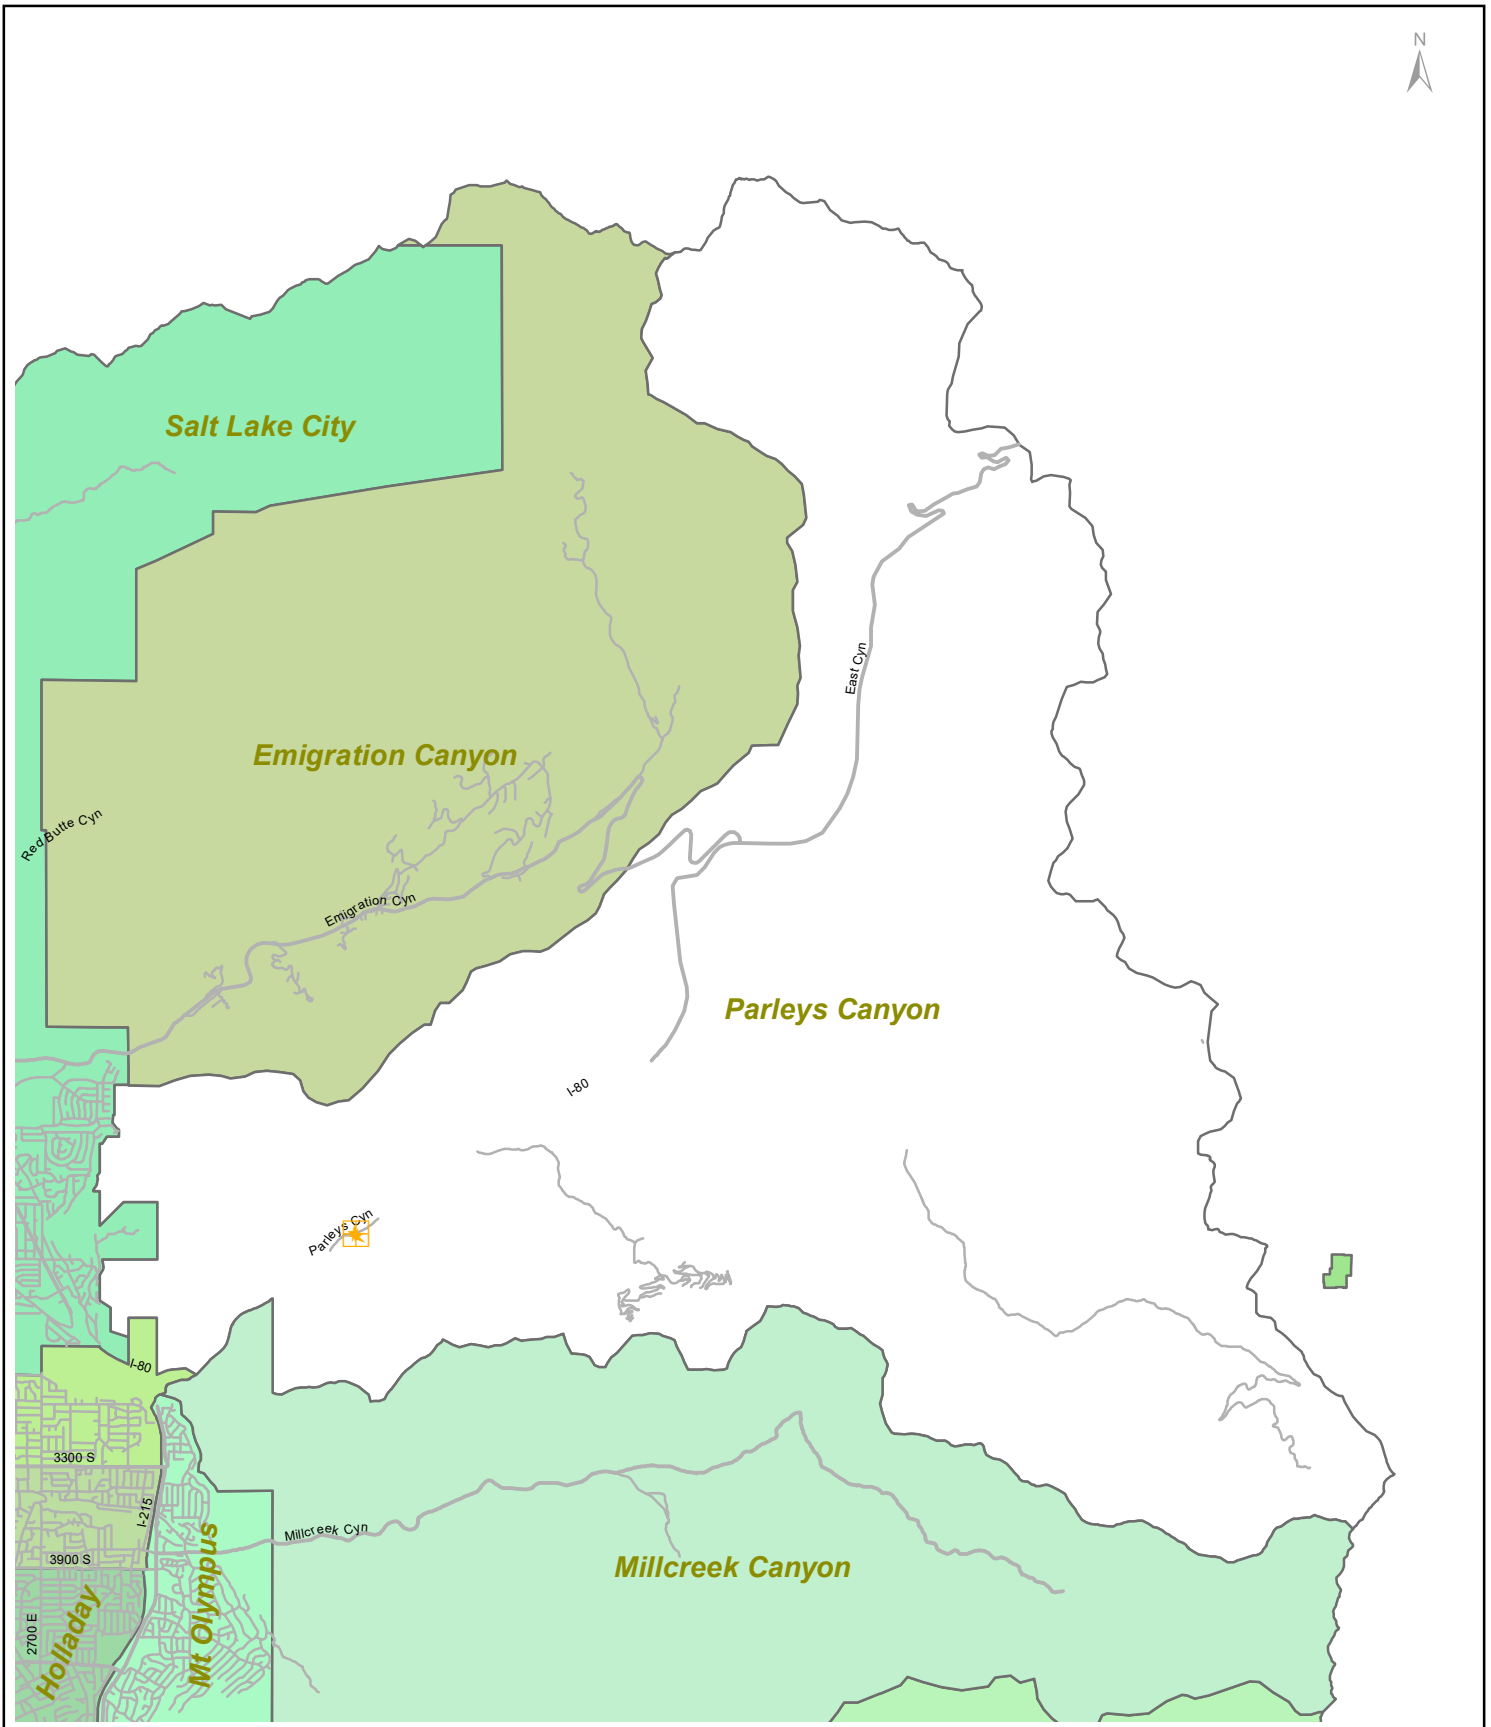 N
Salt Lake City
East Cyn
Emigration Canyon
Red Butte Cyn
Emigration Cyn
Parleys Canyon
I-80
Parleys Cyn
I-80
3300 S
I-215
Millcreek Cyn
3900 S
Millcreek Canyon
2700 E
Holladay
Mt Olympus